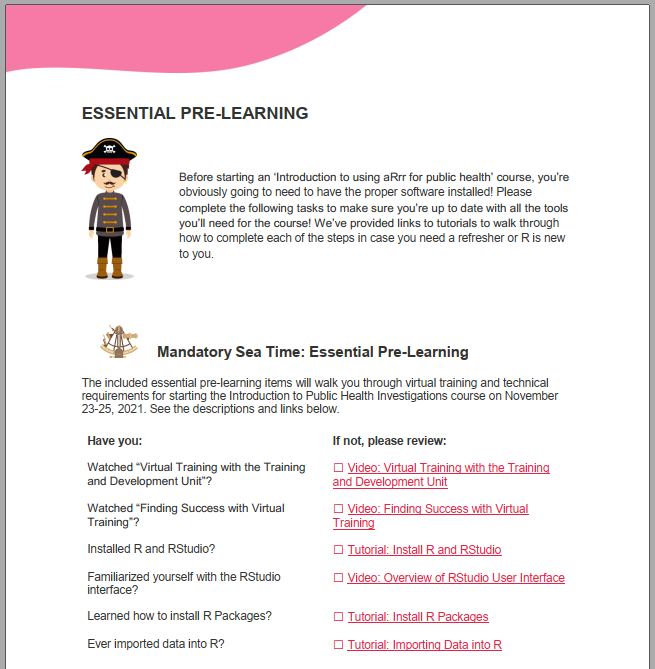 ESSENTIAL PRE-LEARNING
Before starting an ‘Introduction to using aRrr for public health’ course, you’re
obviously going to need to have the proper software installed! Please
complete the following tasks to make sure you’re up to date with all the tools
you’ll need for the course! We’ve provided links to tutorials to walk through
how to complete each of the steps in case you need a refresher or R is new
to you.
Mandatory Sea Time: Essential Pre-Learning
The included essential pre-learning items will walk you through virtual training and technical
requirements for starting the Introduction to Public Health Investigations course on November
23-25, 2021. See the descriptions and links below.
Have you:
If not, please review:
Watched “Virtual Training with the Training
and Development Unit”?
☐ Video: Virtual Training with the Training
and Development Unit
Watched “Finding Success with Virtual
Training”?
☐ Video: Finding Success with Virtual
Training
Installed R and RStudio?
☐ Tutorial: Install R and RStudio
Familiarized yourself with the RStudio
interface?
☐ Video: Overview of RStudio User Interface
Learned how to install R Packages?
☐ Tutorial: Install R Packages
Ever imported data into R?
☐ Tutorial: Importing Data into R